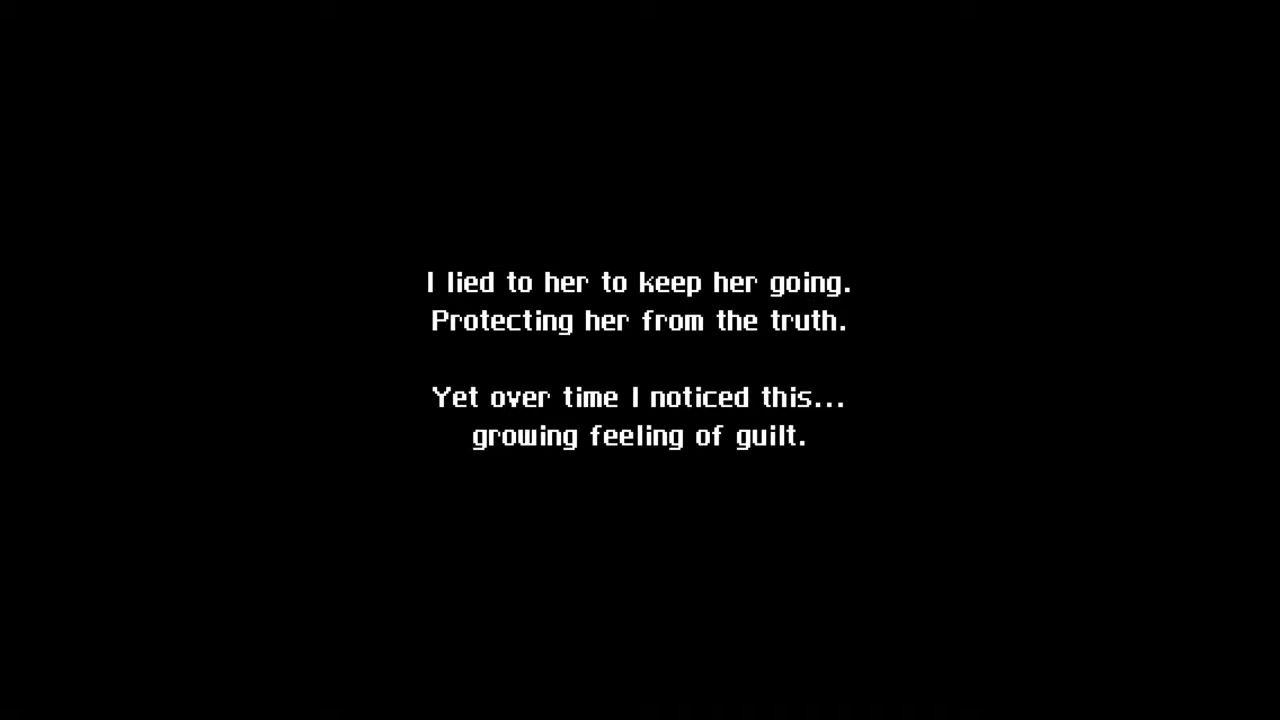 I lied to her to keep her going.
Protecting her from the truth.
Yet over time I noticed this...
growing feeling of guilt.